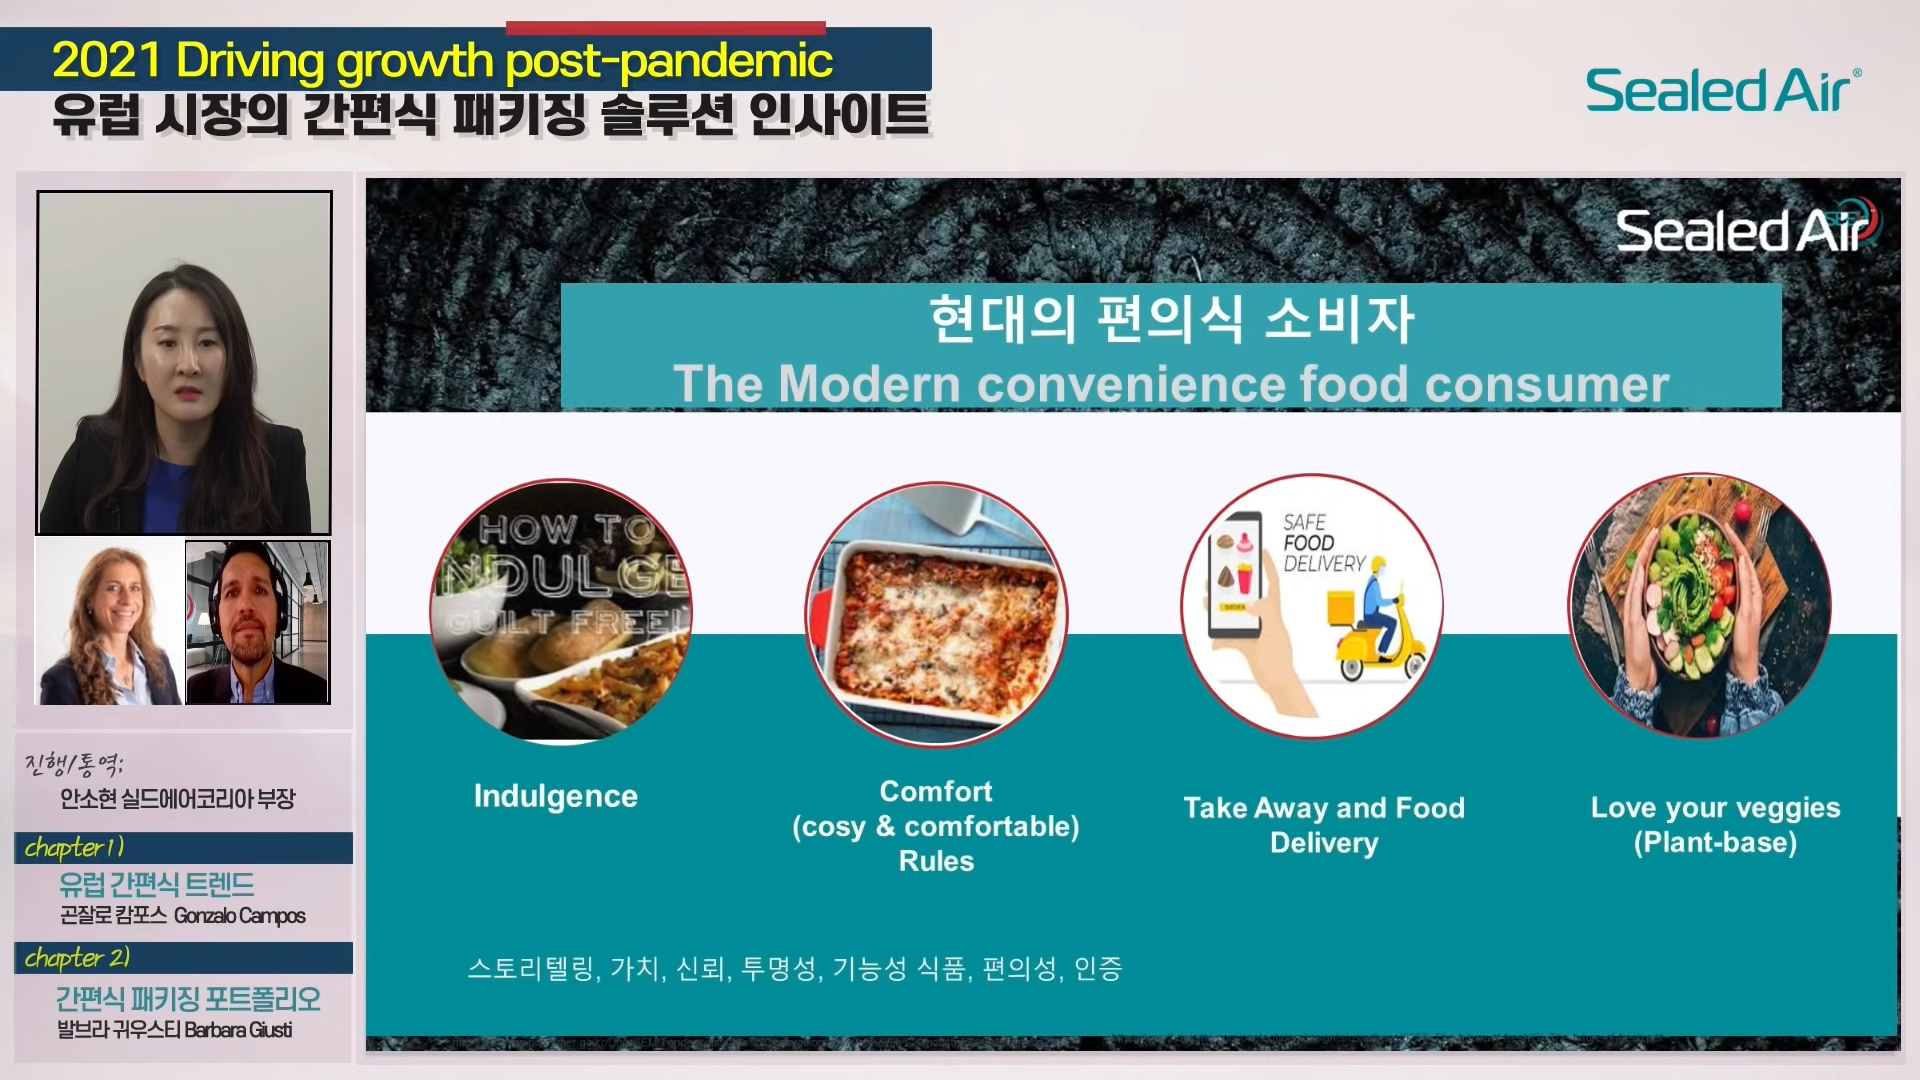 2021 Driving growth post-pandemic
유럽 시장의 간편식 패키징 솔루션 인사이트
Sealed Air®
Sealed Air
현대의 편의식 소비자
The Modern convenience food consumer
HOW TO
INDULGE
GUILT FREE!
SAFE
FOOD
DELIVERY
ORDER
Indulgence
Comfort
(cosy & comfortable)
Rules
Take Away and Food
Delivery
Love your veggies
(Plant-base)
스토리텔링, 가치, 신뢰, 투명성, 기능성 식품, 편의성, 인증
진행/통역;
안소현 실드에어코리아 부장
chapter 1)
유럽 간편식 트렌드
곤잘로 캄포스 Gonzalo Campos
chapter 2)
간편식 패키징 포트폴리오
발브라 귀우스티 Barbara Giusti